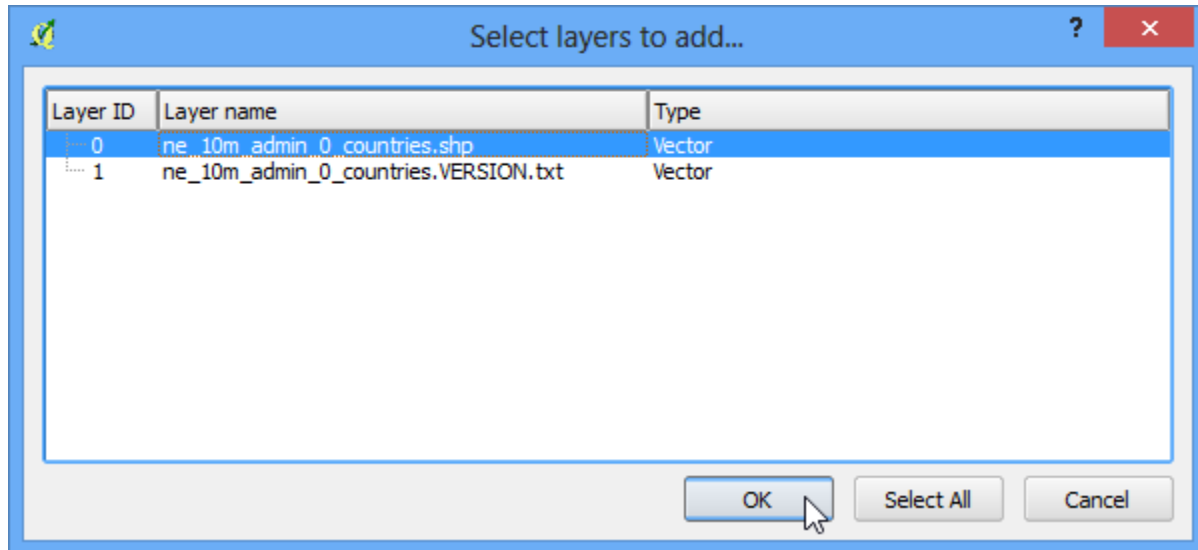 Select layers to add...
?
Layer ID Layer name Type
0 ne_10m_admin_0_countries.shp Vector
1 ne_10m_admin_0_countries.VERSION.txt Vector
OK Select All Cancel